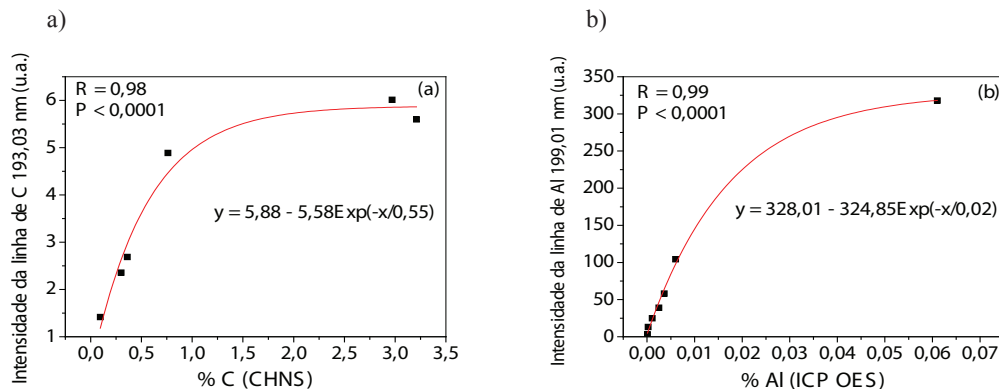 a)
b)
R = 0,98
P < 0,0001
(a)
y = 5,88 - 5,58Exp(-x/0,55)
Intensidade da linha de C 193,03 nm (u.a.)
6
5
4
3
2
1
0,0 0,5 1,0 1,5 2,0 2,5 3,0 3,5
% C (CHNS)
R = 0,99
P < 0,0001
(b)
y = 328,01 - 324,85Exp(-x/0,02)
Intensidade da linha de Al 199,01 nm (u.a.)
350
300
250
200
150
100
50
0
0,00 0,01 0,02 0,03 0,04 0,05 0,06 0,07
% Al (ICP OES)